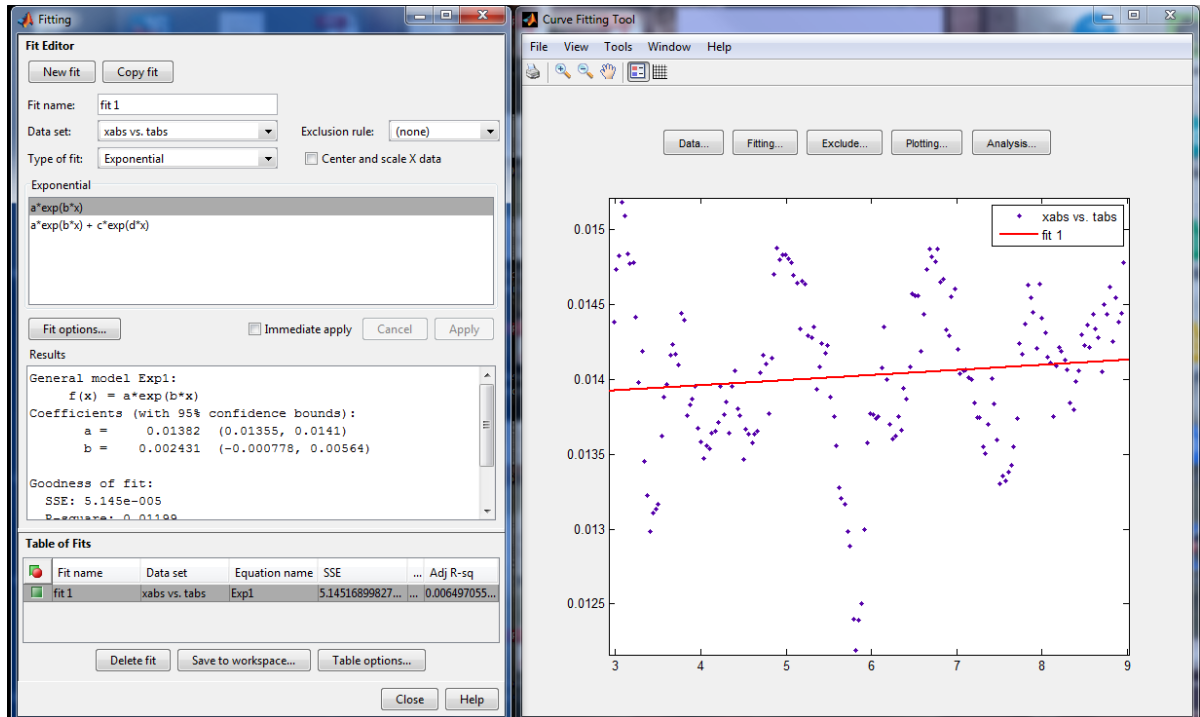 Fitting
Fit Editor
New fit Copy fit
Fit name: fit 1
Data set: xabs vs. tabs Exclusion rule: (none)
Type of fit: Exponential Center and scale X data
Exponential
a*exp(b*x)
a*exp(b*x) + c*exp(d*x)
Fit options... Immediate apply Cancel Apply
Results
General model Exp1:
f(x) = a*exp(b*x)
Coefficients (with 95% confidence bounds):
a = 0.01382 (0.01355, 0.0141)
b = 0.002431 (-0.000778, 0.00564)
Goodness of fit:
SSE: 5.145e-005
R-square: 0.01199
Table of Fits
Fit name Data set Equation name SSE ... Adj R-sq
fit 1 xabs vs. tabs Exp1 5.14516899827... ... 0.006497055...
Delete fit Save to workspace... Table options...
Close Help
Curve Fitting Tool
File View Tools Window Help
Data... Fitting... Exclude... Plotting... Analysis...
xabs vs. tabs
fit 1
0.015
0.0145
0.014
0.0135
0.013
0.0125
3 4 5 6 7 8 9